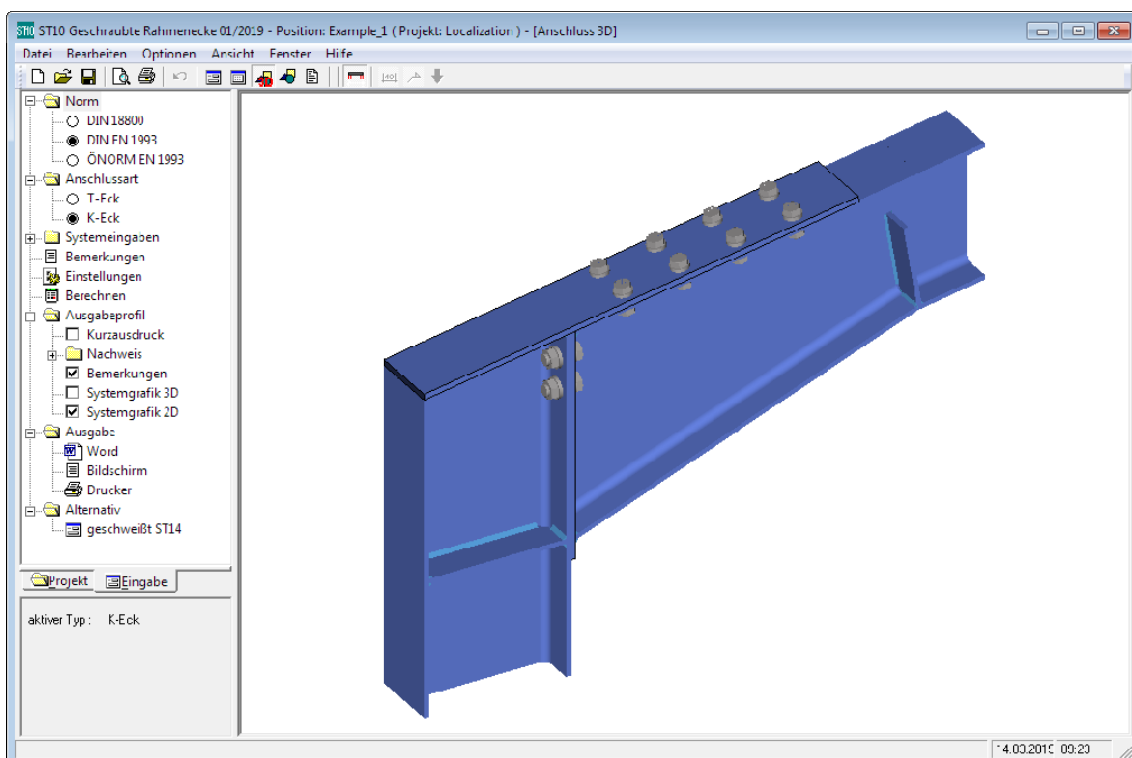 ST10 Geschraubte Rahmenecke 01/2019 - Position: Example_1 ( Projekt: Localization ) - [Anschluss 3D]
Datei Bearbeiten Optionen Ansicht Fenster Hilfe
Norm
DIN 18800
DIN EN 1993
ÖNORM EN 1993
Anschlussart
T-Eck
K-Eck
Systemeingaben
Bemerkungen
Einstellungen
Berechnen
Ausgabeprofil
Kurzausdruck
Nachweis
Bemerkungen
Systemgrafik 3D
Systemgrafik 2D
Ausgabe
Word
Bildschirm
Drucker
Alternativ
geschweißt ST14
Projekt Eingabe
aktiver Typ : K-Eck